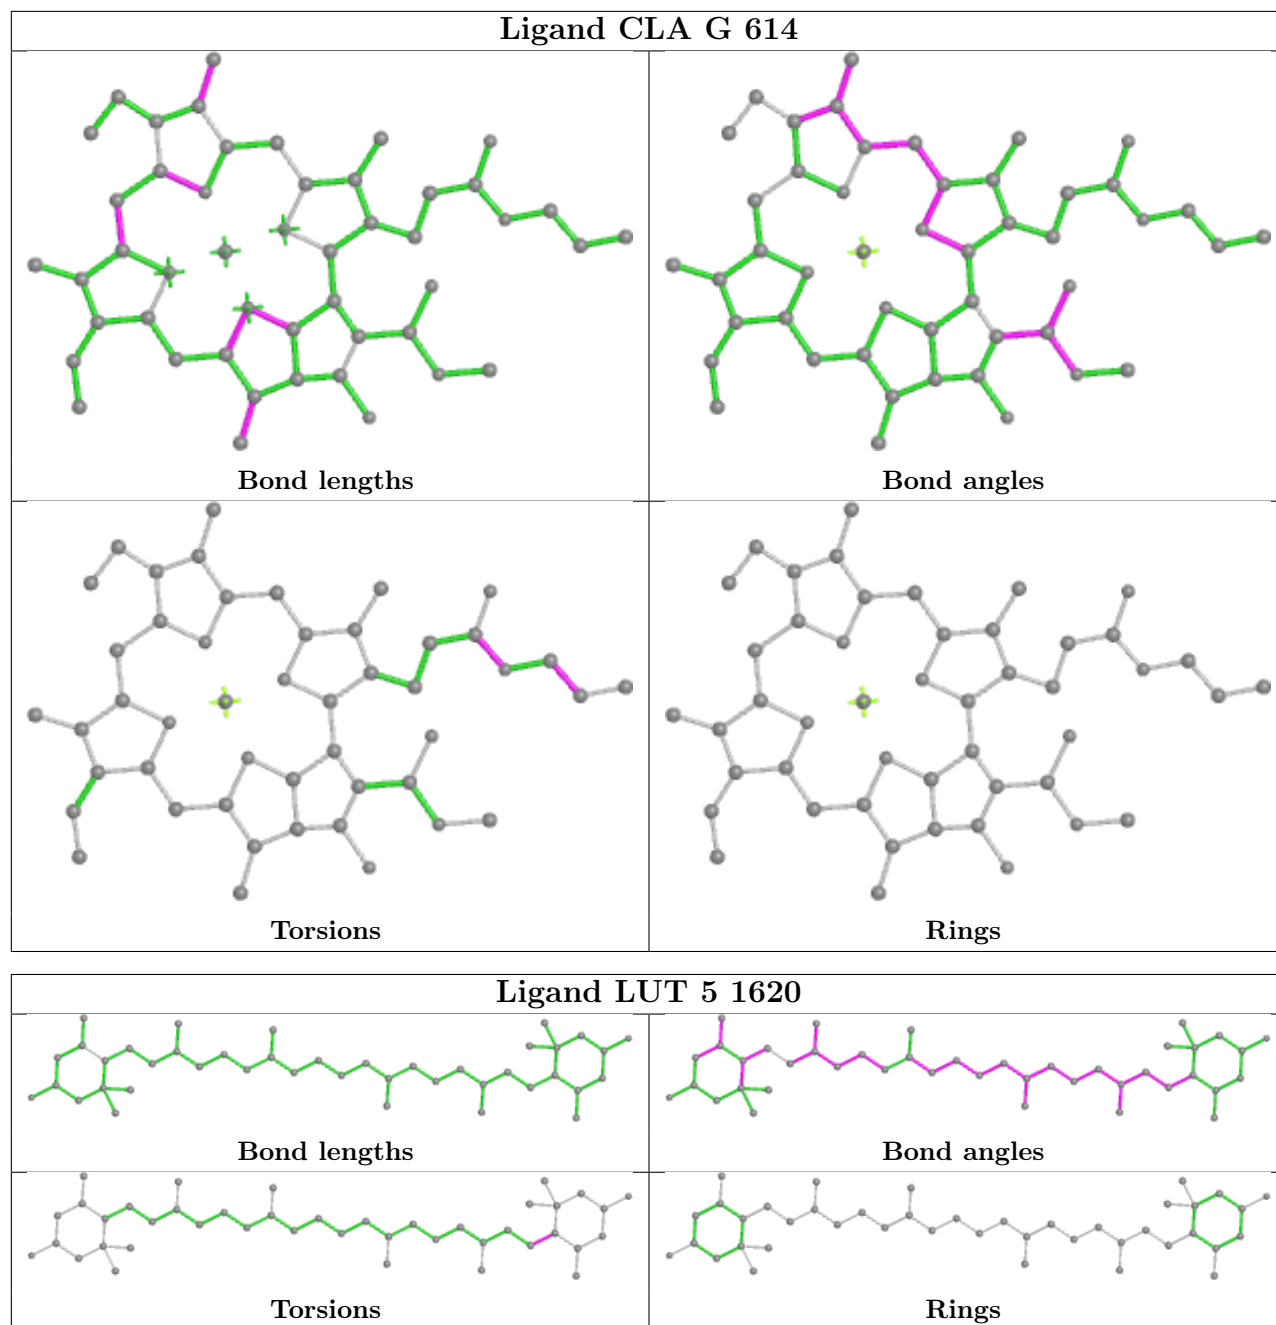 Ligand CLA G 614
Bond lengths
Bond angles
Torsions
Rings
Ligand LUT 5 1620
Bond lengths
Bond angles
Torsions
Rings